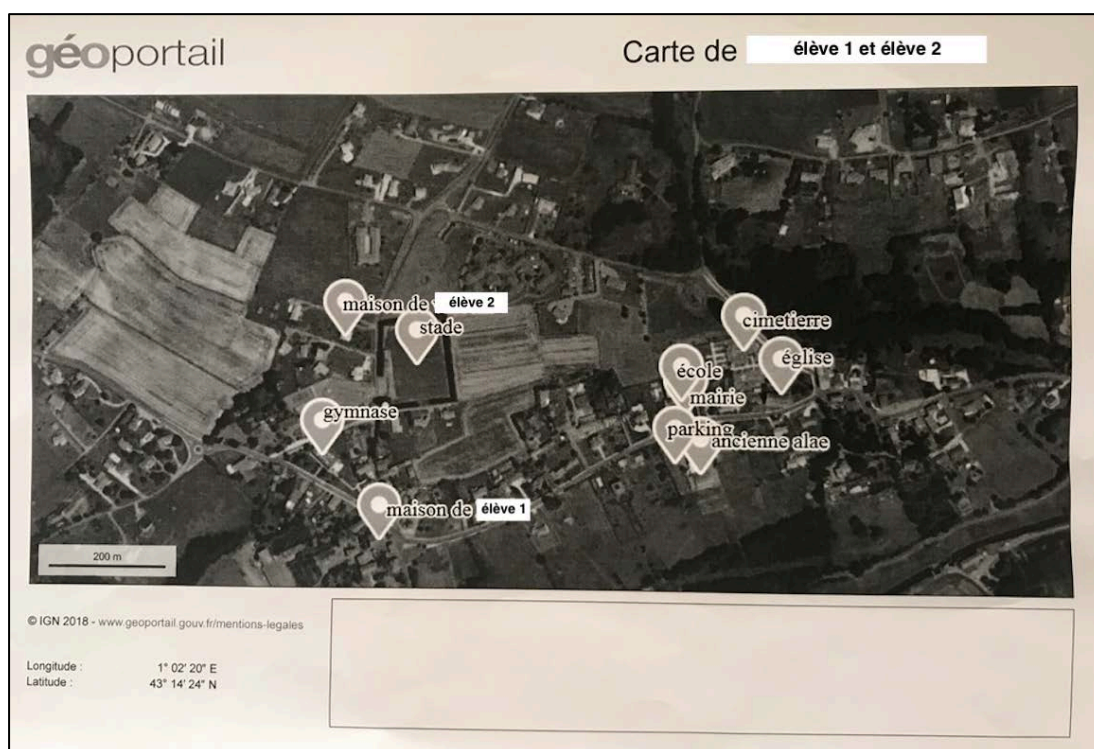 géoportail
Carte de élève 1 et élève 2
maison de élève 2
stade
cimetierre
église
école
mairie
gymnase
parking
ancienne alae
maison de élève 1
200 m
© IGN 2018 - www.geoportail.gouv.fr/mentions-legales
Longitude : 1° 02' 20" E
Latitude : 43° 14' 24" N